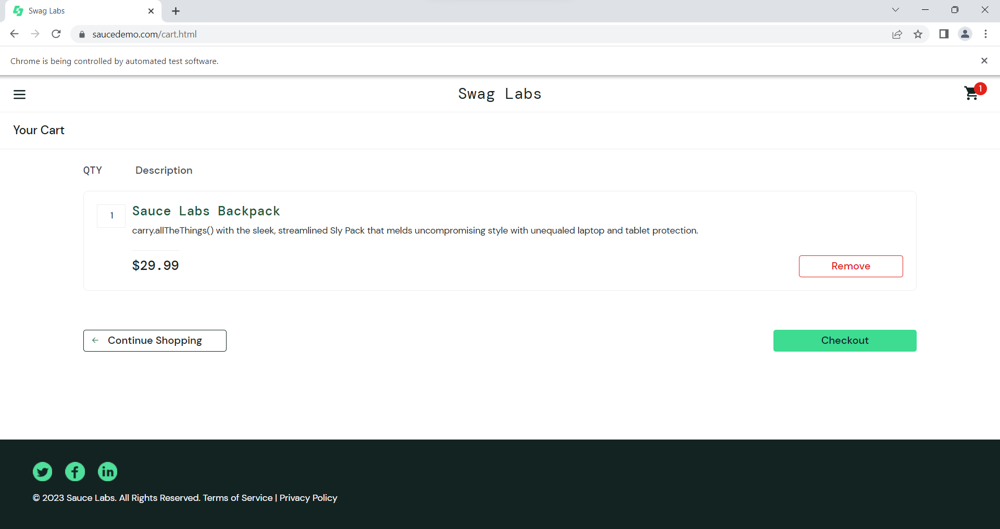 Swag Labs
saucedemo.com/cart.html
Chrome is being controlled by automated test software.
Swag Labs
1
Your Cart
QTY Description
1 Sauce Labs Backpack
carry.allTheThings() with the sleek, streamlined Sly Pack that melds uncompromising style with unequaled laptop and tablet protection.
$29.99
Remove
Continue Shopping
Checkout
© 2023 Sauce Labs. All Rights Reserved. Terms of Service | Privacy Policy